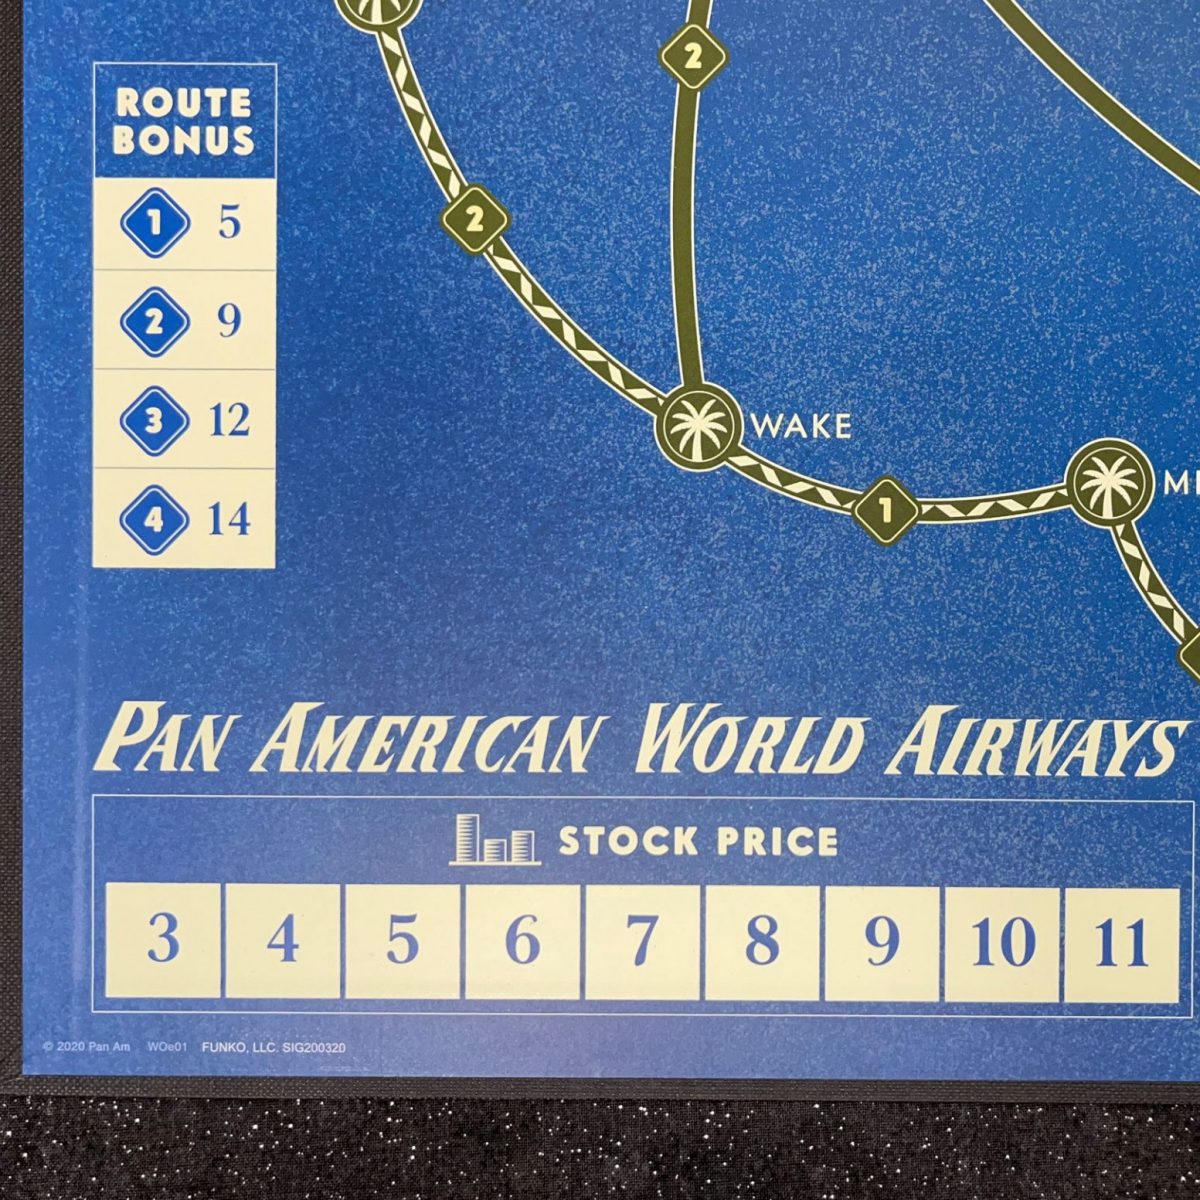 2
ROUTE
BONUS
1 5
2
2 9
3 12
WAKE
4 14
1
PAN AMERICAN WORLD AIRWAYS
STOCK PRICE
3 4 5 6 7 8 9 10 11
© 2020 Pan Am WOe01 FUNKO, LLC. SIG200320